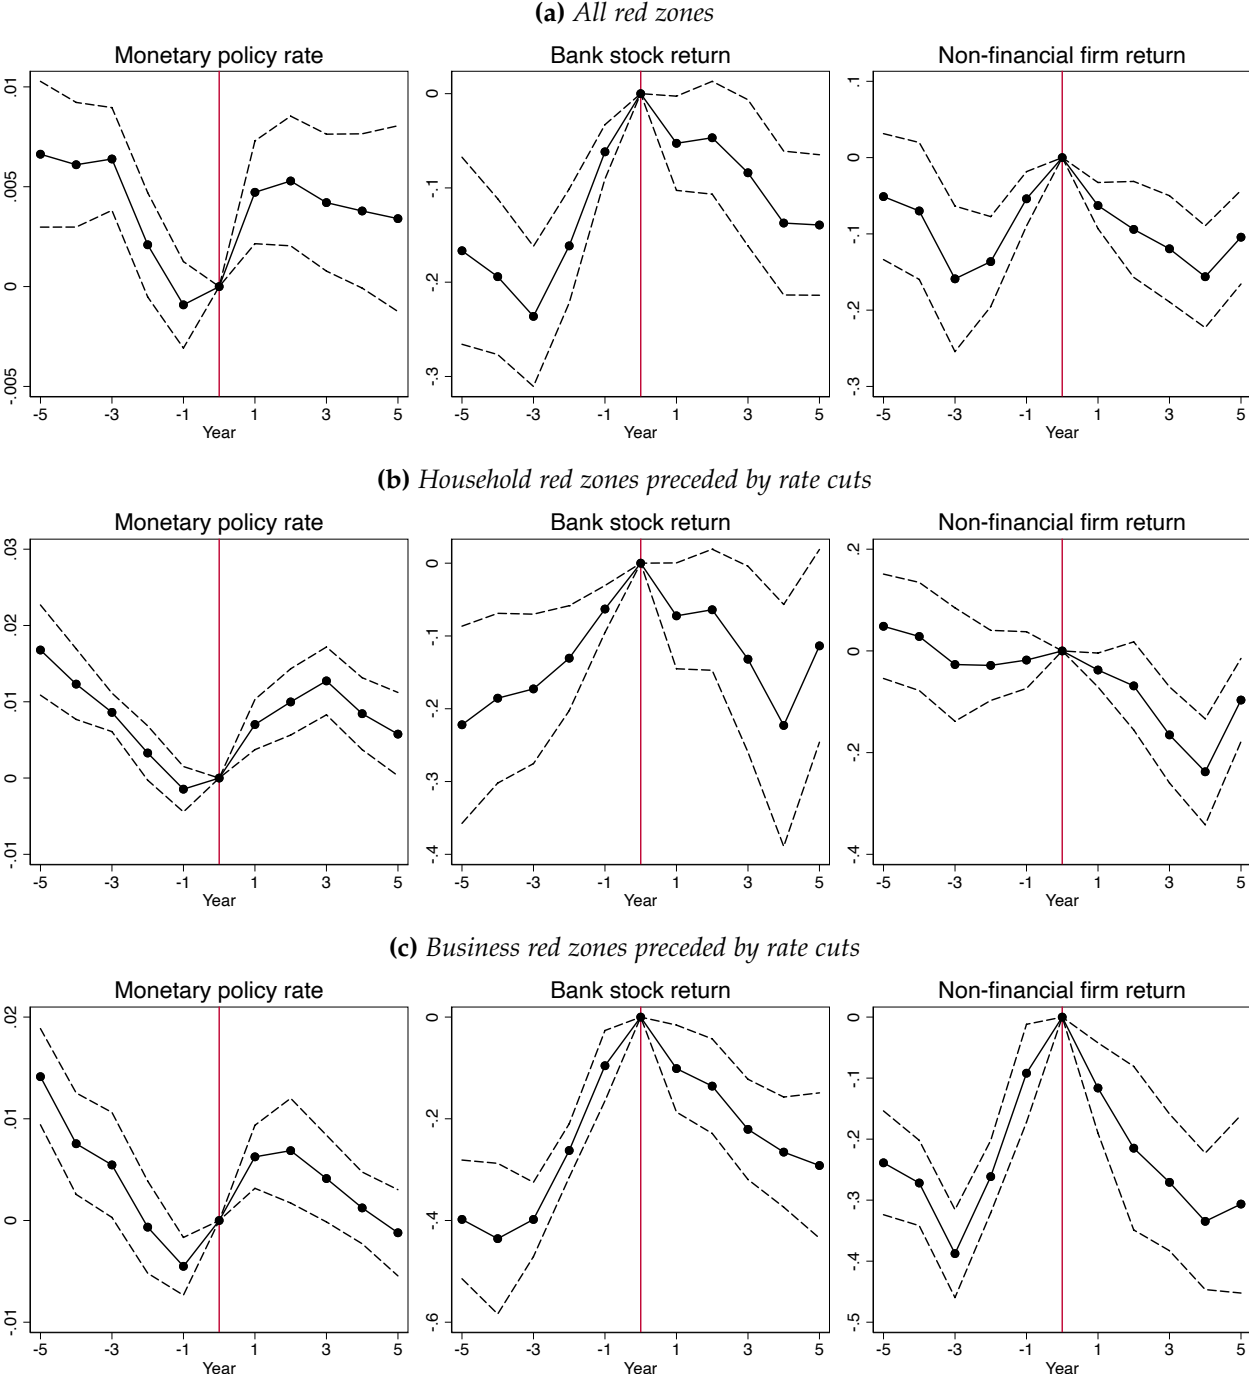 (a) All red zones
Monetary policy rate
.01
.005
0
-.005
-5 -3 -1 1 3 5
Year
Bank stock return
0
-.1
-.2
-.3
-5 -3 -1 1 3 5
Year
Non-financial firm return
.1
0
-.1
-.2
-.3
-5 -3 -1 1 3 5
Year
(b) Household red zones preceded by rate cuts
Monetary policy rate
.03
.02
.01
0
-.01
-5 -3 -1 1 3 5
Year
Bank stock return
0
-.1
-.2
-.3
-.4
-5 -3 -1 1 3 5
Year
Non-financial firm return
.2
0
-.2
-.4
-5 -3 -1 1 3 5
Year
(c) Business red zones preceded by rate cuts
Monetary policy rate
.02
.01
0
-.01
-5 -3 -1 1 3 5
Year
Bank stock return
0
-.2
-.4
-.6
-5 -3 -1 1 3 5
Year
Non-financial firm return
0
-.1
-.2
-.3
-.4
-.5
-5 -3 -1 1 3 5
Year